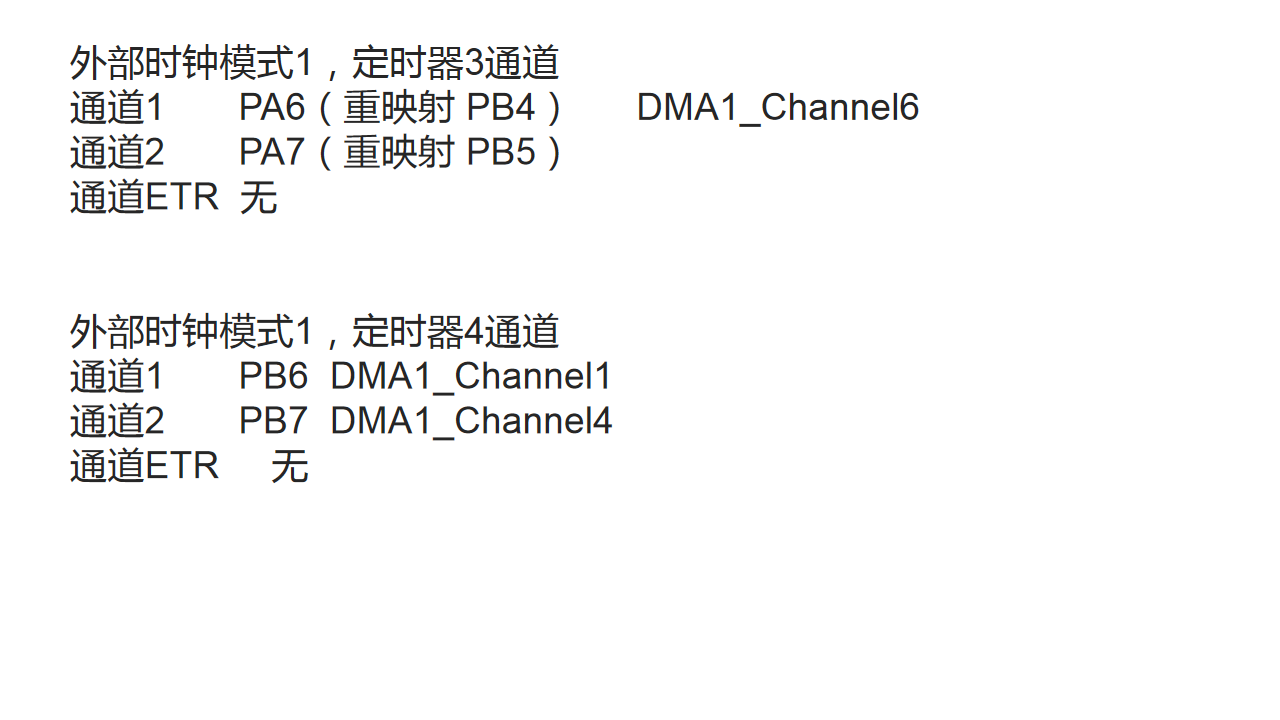 外部时钟模式1，定时器3通道
通道1 PA6（重映射 PB4） DMA1_Channel6
通道2 PA7（重映射 PB5）
通道ETR 无
外部时钟模式1，定时器4通道
通道1 PB6 DMA1_Channel1
通道2 PB7 DMA1_Channel4
通道ETR 无